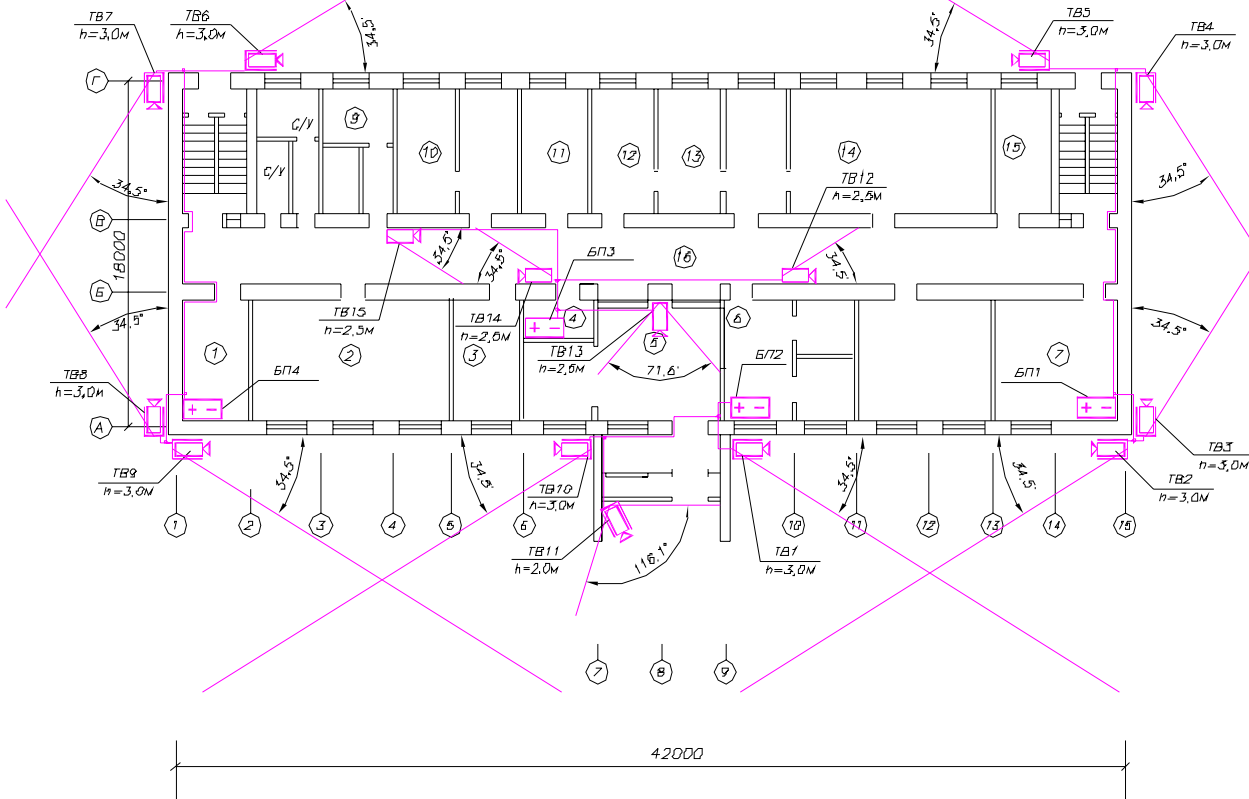 ТВ7
h=3,0м
ТВ6
h=3,0м
34,5°
34,5°
ТВ5
h=3,0м
ТВ4
h=3,0м
Г
С/У
9
10
11
12
13
14
15
С/У
ТВ12
h=2,5м
34,5°
34,5°
В
18000
34,5°
34,5°
БП3
16
34,5°
Б
34,5°
ТВ15
h=2,5м
ТВ14
h=2,5м
4
6
34,5°
1
2
3
ТВ13
h=2,5м
5
7
71,6°
БП4
БП2
БП1
ТВ8
h=3,0м
А
ТВ9
h=3,0м
34,5°
34,5°
ТВ10
h=3,0м
34,5°
34,5°
ТВ2
h=3,0м
ТВ3
h=3,0м
1
2
3
4
5
6
10
11
12
13
14
15
ТВ11
h=2,0м
116,1°
ТВ1
h=3,0м
7
8
9
42000